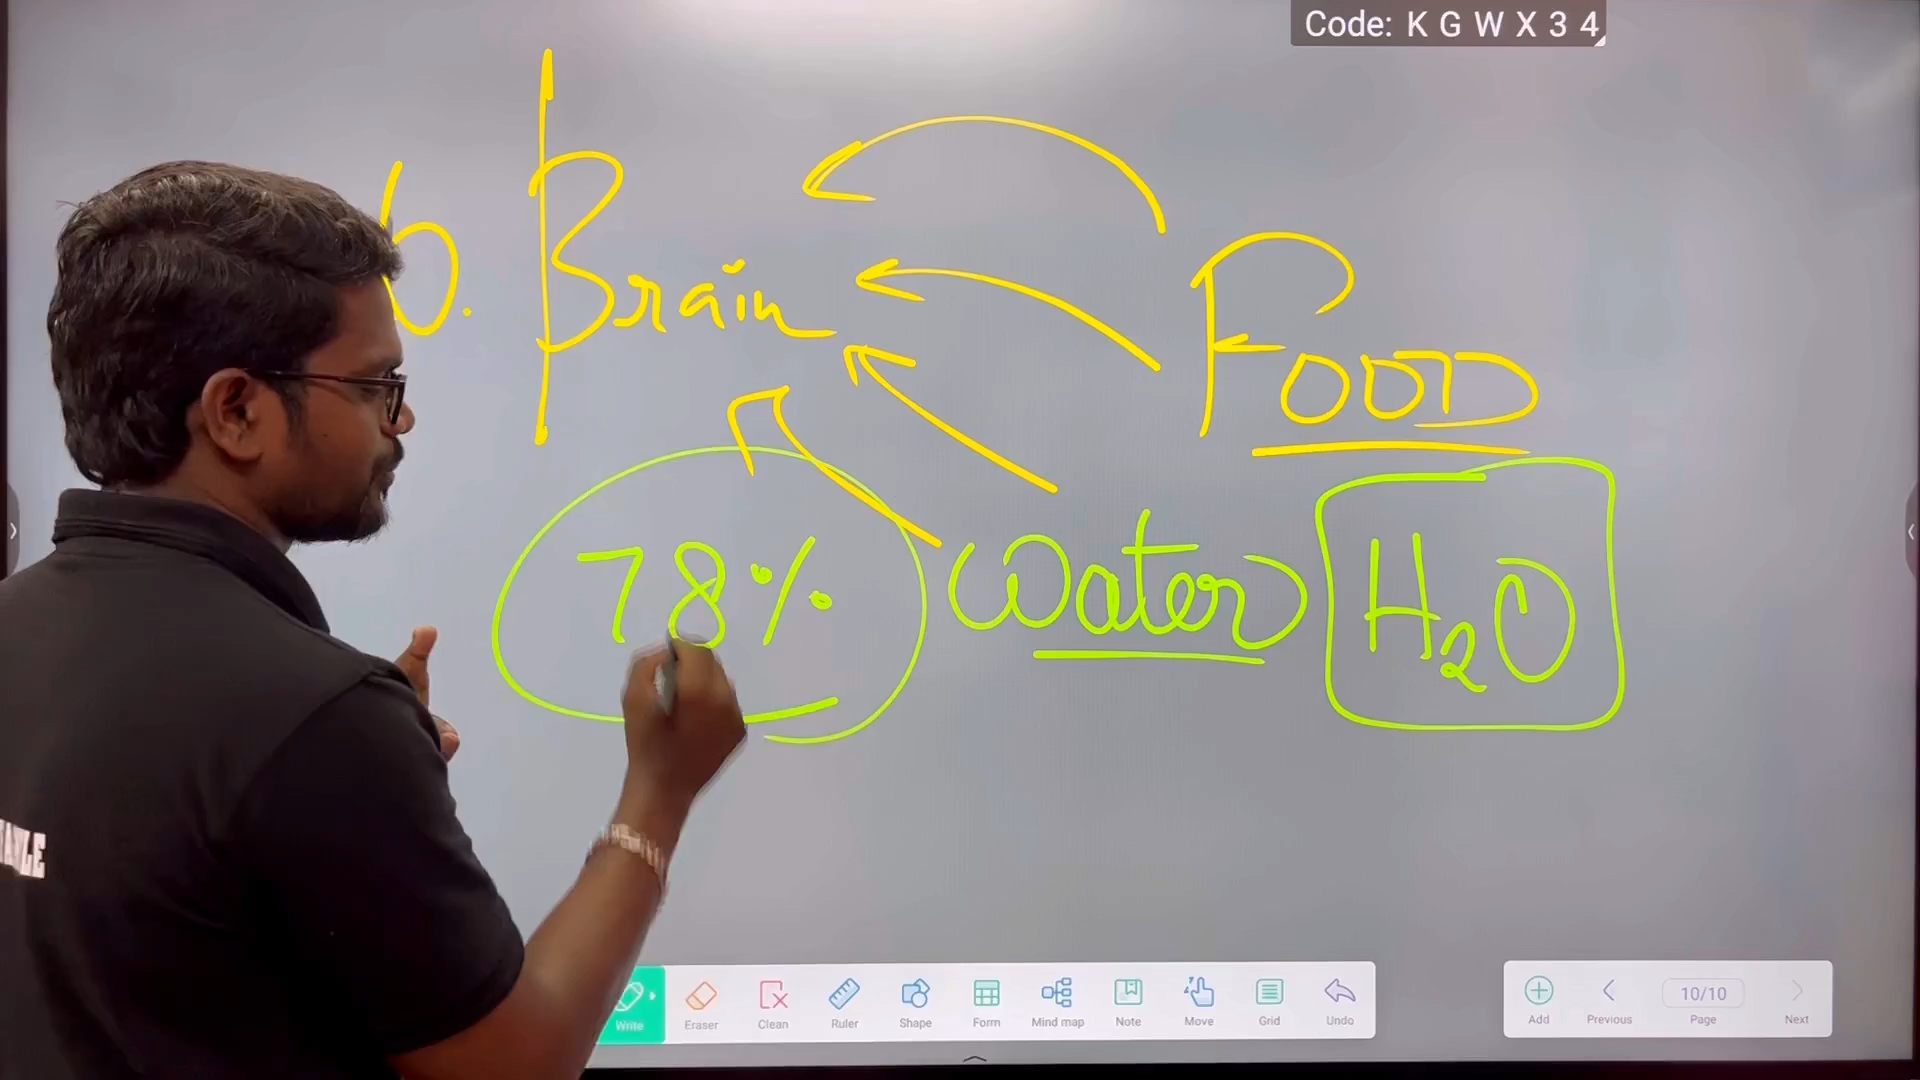 Code: K G W X 3 4
6. Brain
FOOD
78% Water H₂O
Write Eraser Clean Ruler Shape Form Mind map Note Move Grid Undo
10/10
Add Previous Page Next